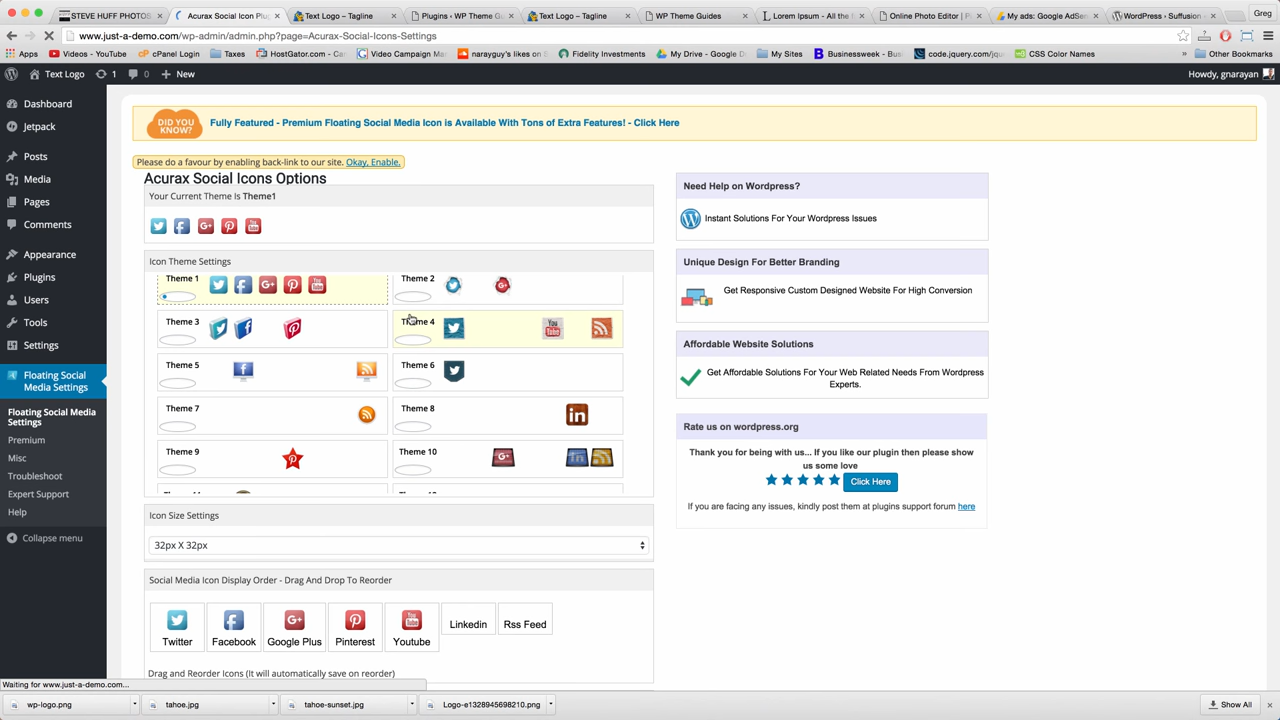 STEVE HUFF PHOTOS
Acurax Social Icon Plu
Text Logo – Tagline
Plugins ‹ WP Theme G
Text Logo – Tagline
WP Theme Guides
Lorem Ipsum - All the
Online Photo Editor | P
My ads: Google AdSe
WordPress › Suffusion
Greg
www.just-a-demo.com/wp-admin/admin.php?page=Acurax-Social-Icons-Settings
Apps
Videos - YouTube
cPanel Login
Taxes
HostGator.com
Video Campaign Ma
narayguy's likes on
Fidelity Investments
My Drive - Google D
My Sites
Businessweek - Bus
code.jquery.com/jqu
CSS Color Names
»
Other Bookmarks
Text Logo
1
0
New
Howdy, gnarayan
Dashboard
Jetpack
Posts
Media
Pages
Comments
Appearance
Plugins
Users
Tools
Settings
Floating Social
Media Settings
Floating Social Media
Settings
Premium
Misc
Troubleshoot
Expert Support
Help
Collapse menu
DID YOU
KNOW?
Fully Featured - Premium Floating Social Media Icon is Available With Tons of Extra Features! - Click Here
Please do a favour by enabling back-link to our site. Okay, Enable.
Acurax Social Icons Options
Your Current Theme Is Theme1
Icon Theme Settings
Theme 1
Theme 2
Theme 3
Theme 4
Theme 5
Theme 6
Theme 7
Theme 8
Theme 9
Theme 10
Icon Size Settings
32px X 32px
Social Media Icon Display Order - Drag And Drop To Reorder
Twitter
Facebook
Google Plus
Pinterest
Youtube
Linkedin
Rss Feed
Drag and Reorder Icons (It will automatically save on reorder)
Need Help on Wordpress?
Instant Solutions For Your Wordpress Issues
Unique Design For Better Branding
Get Responsive Custom Designed Website For High Conversion
Affordable Website Solutions
Get Affordable Solutions For Your Web Related Needs From Wordpress
Experts.
Rate us on wordpress.org
Thank you for being with us... If you like our plugin then please show
us some love
Click Here
If you are facing any issues, kindly post them at plugins support forum here
Waiting for www.just-a-demo.com...
wp-logo.png
tahoe.jpg
tahoe-sunset.jpg
Logo-e1328945698210.png
Show All